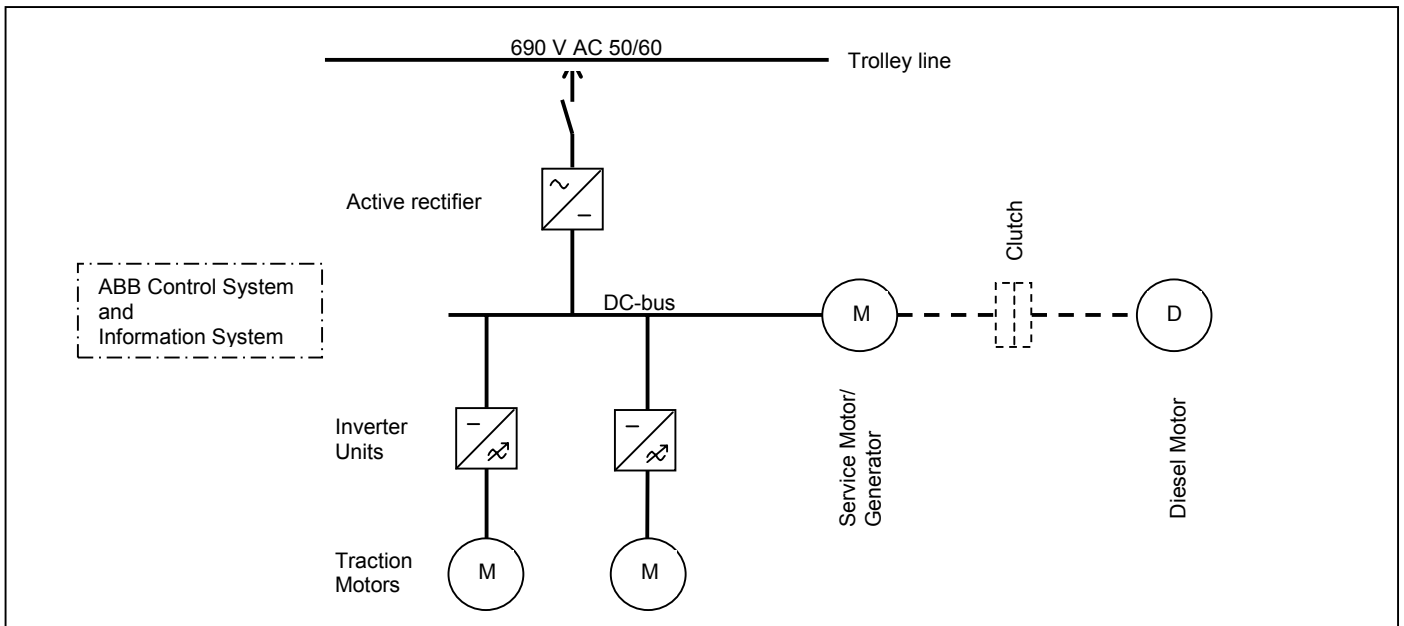 690 V AC 50/60
Trolley line
Active rectifier
Clutch
ABB Control System
and
Information System
DC-bus
M
D
Inverter
Units
Service Motor/
Generator
Diesel Motor
Traction
Motors
M
M